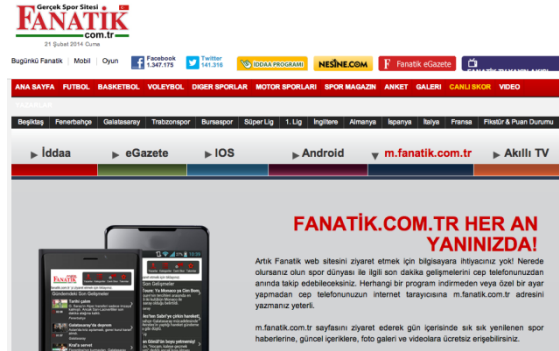 Gerçek Spor Sitesi
FANATİK
com.tr
21 Şubat 2014 Cuma
Bugünkü Fanatik Mobil Oyun Facebook 1.347.175 Twitter 141.316 İDDAA PROGRAMI NESİNE.COM F Fanatik eGazete
ANA SAYFA FUTBOL BASKETBOL VOLEYBOL DIGER SPORLAR MOTOR SPORLARI SPOR MAGAZIN ANKET GALERI CANLI SKOR VIDEO
Beşiktaş Fenerbahçe Galatasaray Trabzonspor Bursaspor Süper Lig 1. Lig İngiltere Almanya İspanya İtalya Fransa Fikstür & Puan Durumu
İddaa eGazete IOS Android m.fanatik.com.tr Akıllı TV
FANATİK.COM.TR HER AN
YANINIZDA!
Artık Fanatik web sitesini ziyaret etmek için bilgisayara ihtiyacınız yok! Nerede
olursanız olun spor dünyası ile ilgili son dakika gelişmelerini cep telefonunuzdan
anında takip edebileceksiniz. Herhangi bir program indirmeden veya özel bir ayar
yapmadan cep telefonunuzun internet tarayıcısına m.fanatik.com.tr adresini
yazmanız yeterli.
m.fanatik.com.tr sayfasını ziyaret ederek gün içerisinde sık sık yenilenen spor
haberlerine, güncel içeriklere, foto galeri ve videolara ücretsiz erişebilirsiniz.